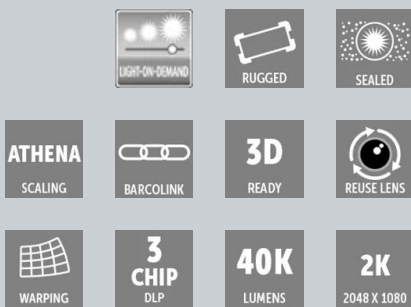 LIGHT-ON-DEMAND
RUGGED
SEALED
ATHENA
SCALING
BARCOLINK
3D
READY
REUSE LENS
WARPING
3
CHIP
DLP
40K
LUMENS
2K
2048 X 1080